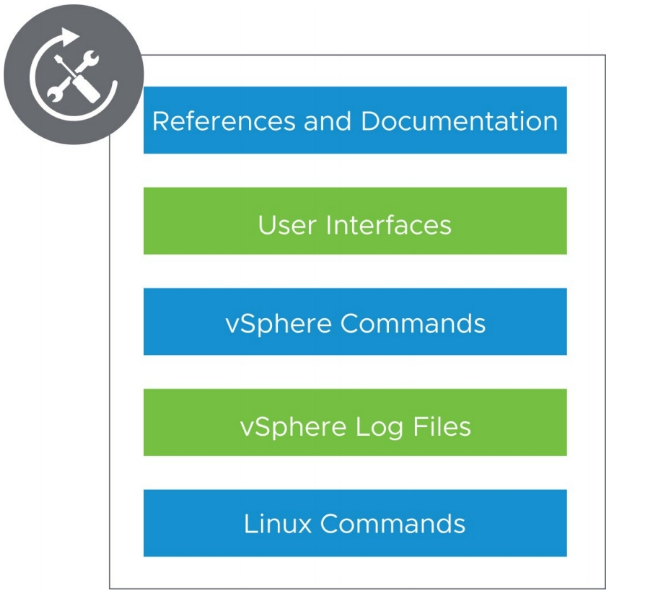 References and Documentation
User Interfaces
vSphere Commands
vSphere Log Files
Linux Commands